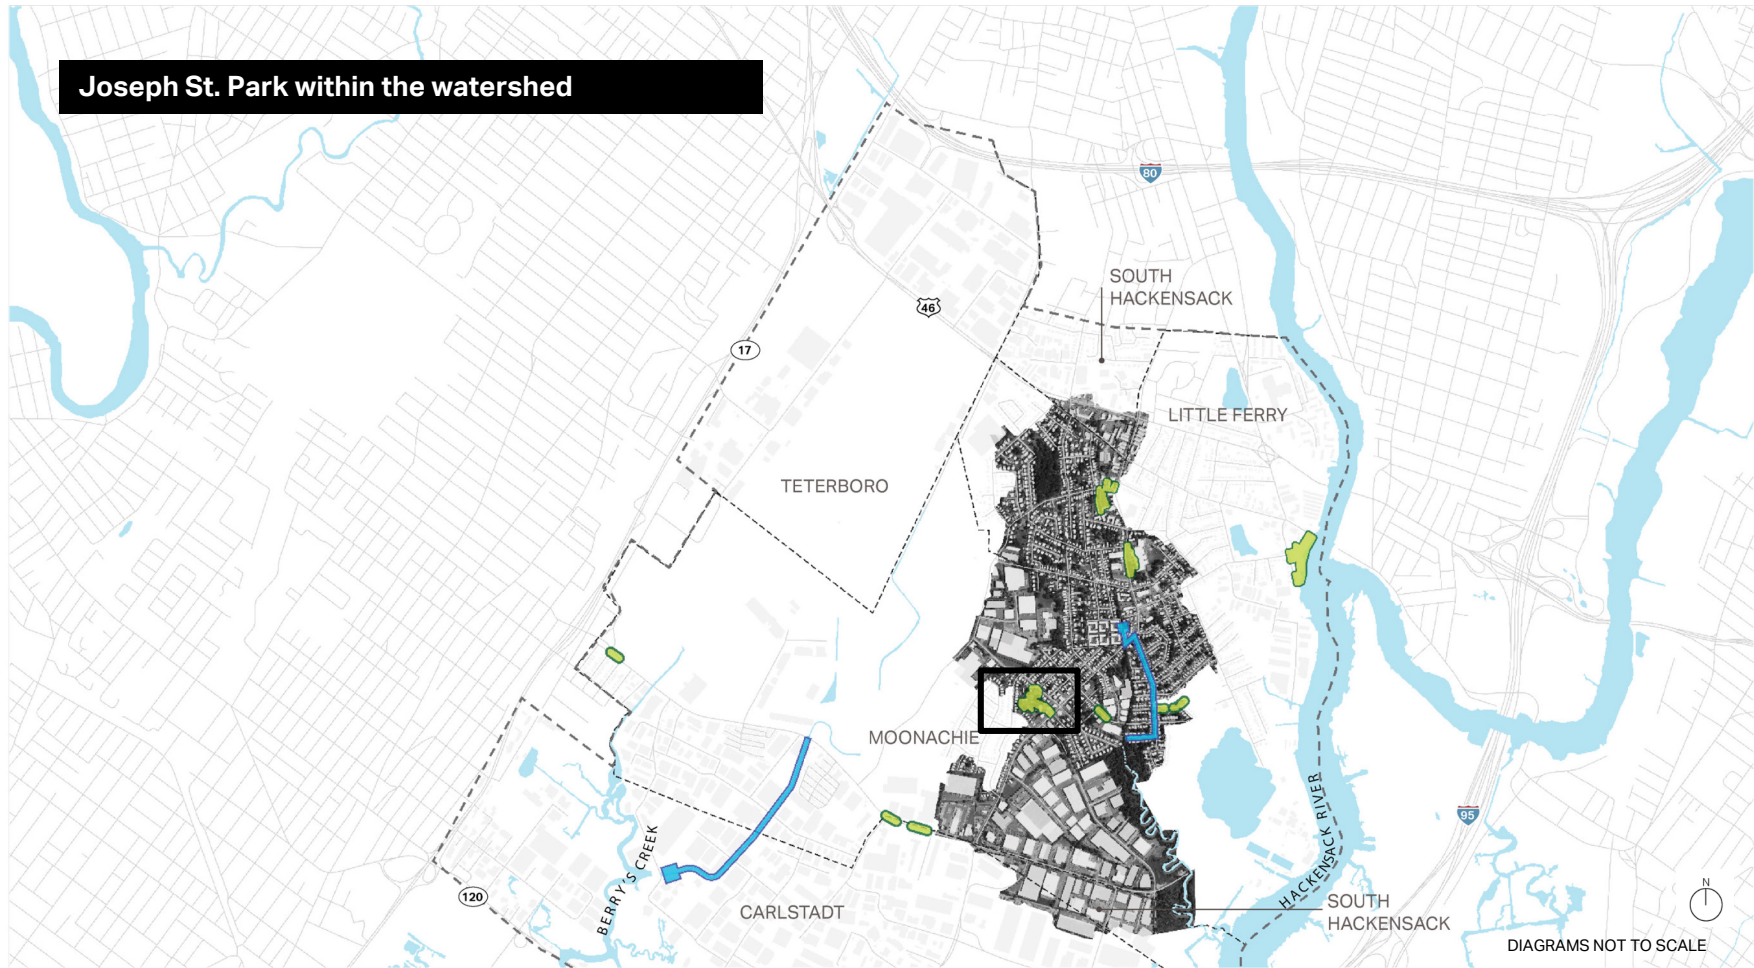 Joseph St. Park within the watershed
80
SOUTH
HACKENSACK
46
17
LITTLE FERRY
TETERBORO
MOONACHIE
HACKENSACK RIVER
95
BERRY'S CREEK
120
CARLSTADT
SOUTH
HACKENSACK
N
DIAGRAMS NOT TO SCALE